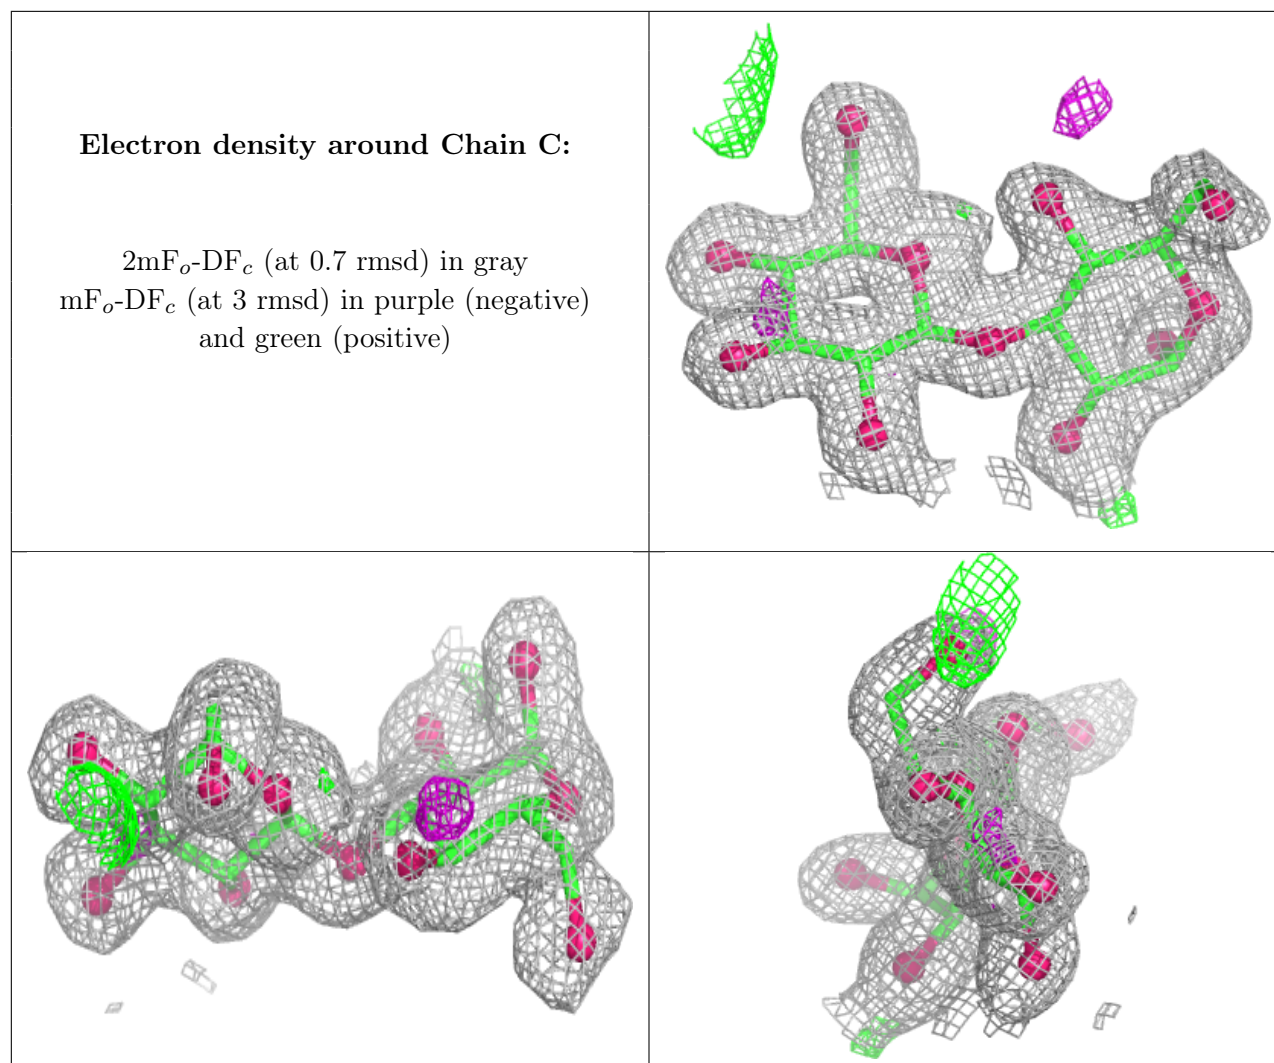 Electron density around Chain C:
2mFₒ-DF𝒸 (at 0.7 rmsd) in gray
mFₒ-DF𝒸 (at 3 rmsd) in purple (negative)
and green (positive)